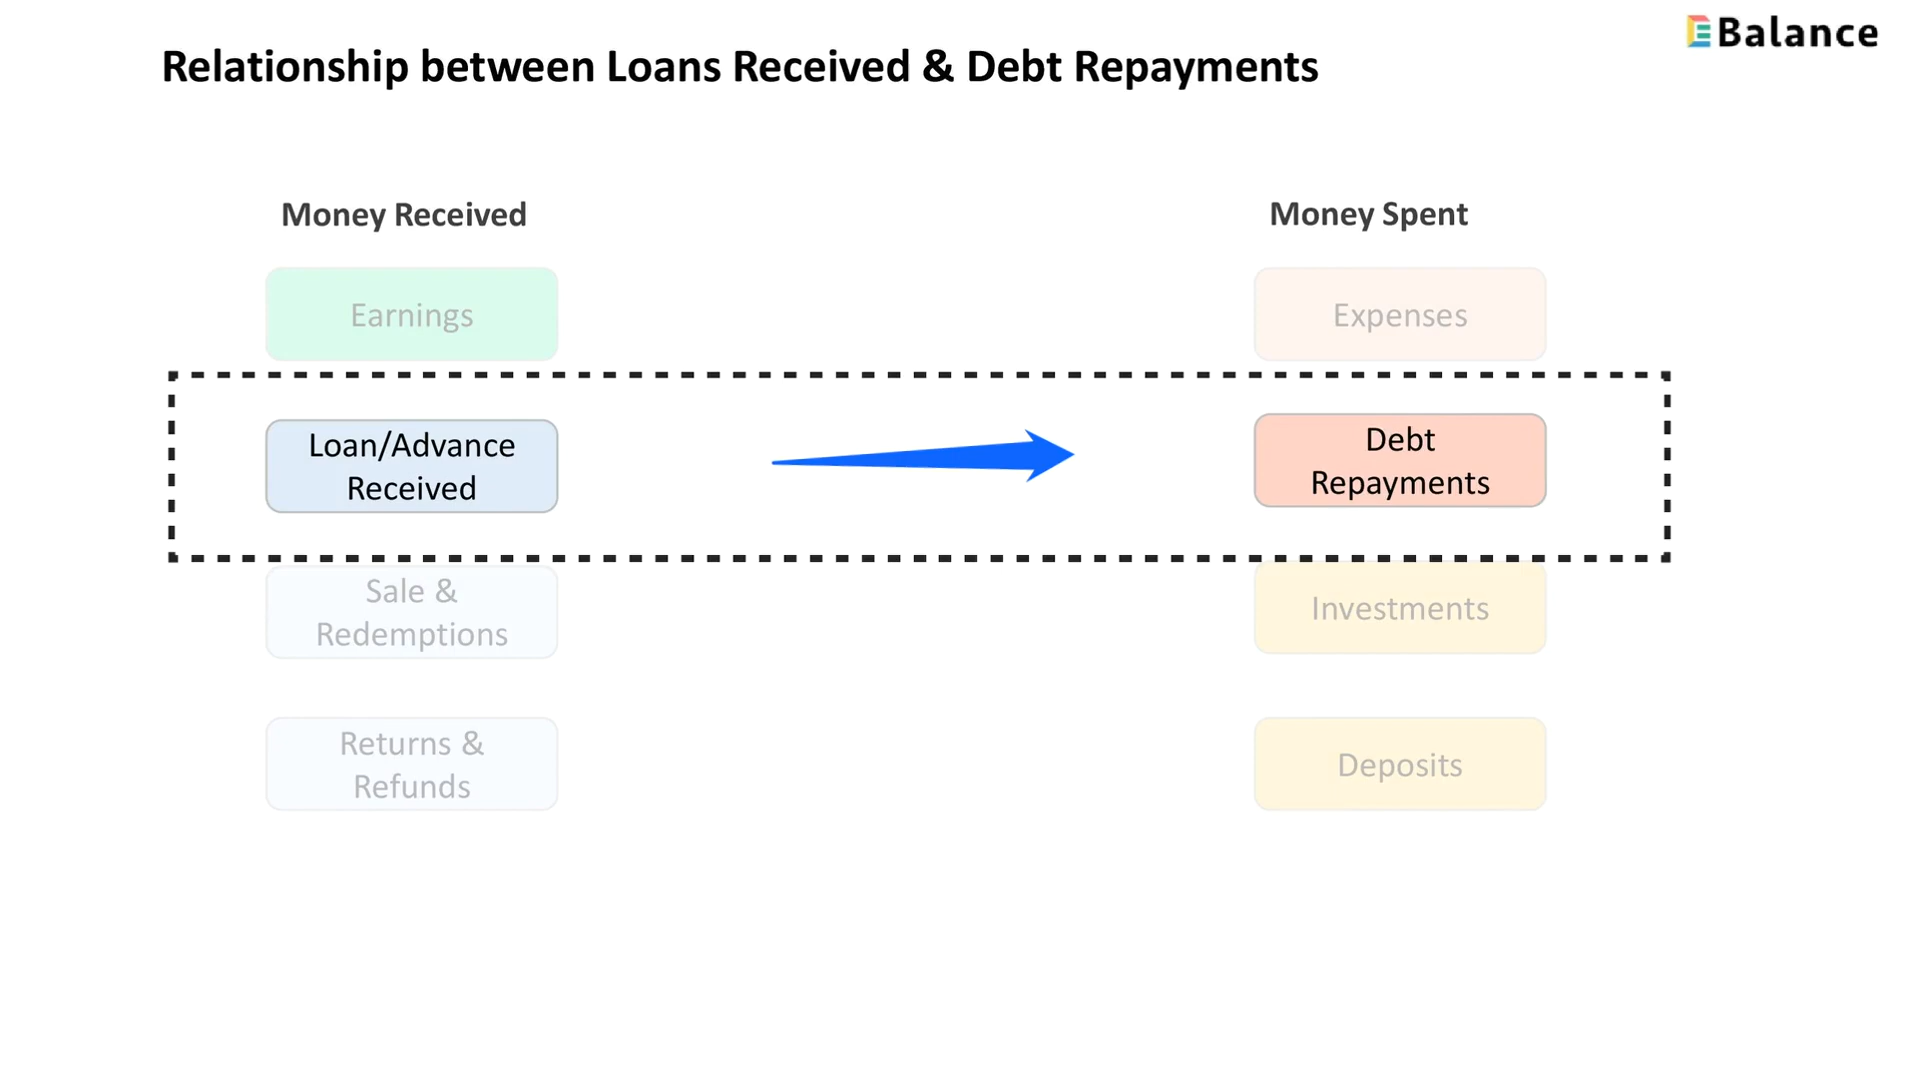 Balance
Relationship between Loans Received & Debt Repayments
Money Received
Money Spent
Earnings
Expenses
Loan/Advance
Received
Debt
Repayments
Sale &
Redemptions
Investments
Returns &
Refunds
Deposits